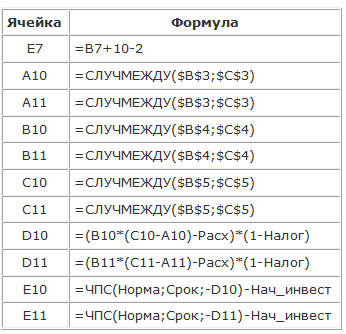 Ячейка Формула
E7 =B7+10-2
A10 =СЛУЧМЕЖДУ($B$3;$C$3)
A11 =СЛУЧМЕЖДУ($B$3;$C$3)
B10 =СЛУЧМЕЖДУ($B$4;$C$4)
B11 =СЛУЧМЕЖДУ($B$4;$C$4)
C10 =СЛУЧМЕЖДУ($B$5;$C$5)
C11 =СЛУЧМЕЖДУ($B$5;$C$5)
D10 =(B10*(C10-A10)-Расх)*(1-Налог)
D11 =(B11*(C11-A11)-Расх)*(1-Налог)
E10 =ЧПС(Норма;Срок;-D10)-Нач_инвест
E11 =ЧПС(Норма;Срок;-D11)-Нач_инвест